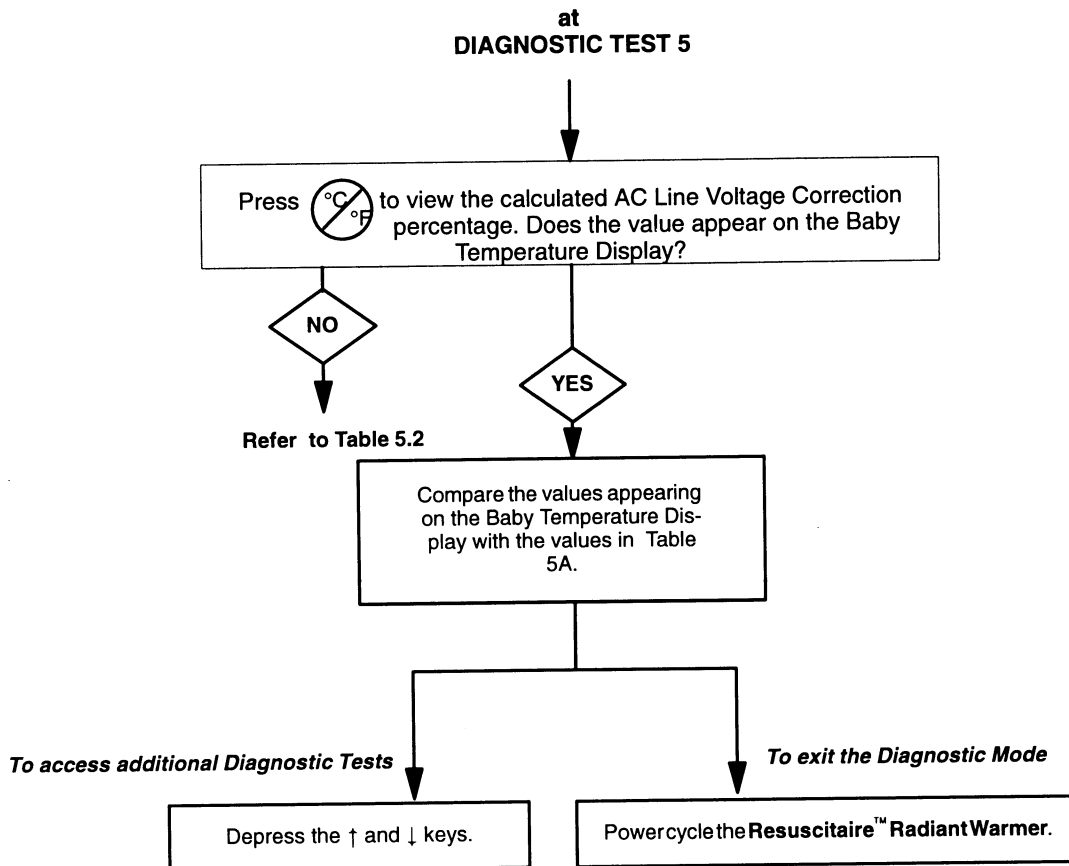 at
DIAGNOSTIC TEST 5
Press °C °F to view the calculated AC Line Voltage Correction
percentage. Does the value appear on the Baby
Temperature Display?
NO
YES
Refer to Table 5.2
Compare the values appearing
on the Baby Temperature Dis-
play with the values in Table
5A.
To access additional Diagnostic Tests
To exit the Diagnostic Mode
Depress the ↑ and ↓ keys.
Power cycle the Resuscitaire™ Radiant Warmer.